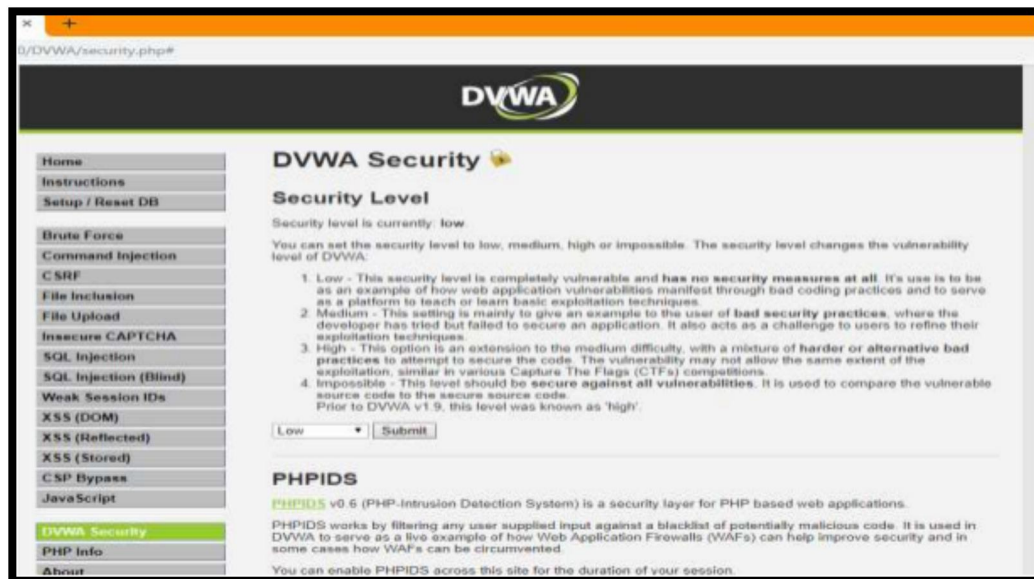 × +
0/DVWA/security.php#
DVWA
Home
Instructions
Setup / Reset DB
Brute Force
Command Injection
CSRF
File Inclusion
File Upload
Insecure CAPTCHA
SQL Injection
SQL Injection (Blind)
Weak Session IDs
XSS (DOM)
XSS (Reflected)
XSS (Stored)
CSP Bypass
JavaScript
DVWA Security
PHP Info
About
DVWA Security
Security Level
Security level is currently: low.
You can set the security level to low, medium, high or impossible. The security level changes the vulnerability
level of DVWA:
1. Low - This security level is completely vulnerable and has no security measures at all. It's use is to be
as an example of how web application vulnerabilities manifest through bad coding practices and to serve
as a platform to teach or learn basic exploitation techniques.
2. Medium - This setting is mainly to give an example to the user of bad security practices, where the
developer has tried but failed to secure an application. It also acts as a challenge to users to refine their
exploitation techniques.
3. High - This option is an extension to the medium difficulty, with a mixture of harder or alternative bad
practices to attempt to secure the code. The vulnerability may not allow the same extent of the
exploitation, similar in various Capture The Flags (CTFs) competitions.
4. Impossible - This level should be secure against all vulnerabilities. It is used to compare the vulnerable
source code to the secure source code.
Prior to DVWA v1.9, this level was known as 'high'.
Low Submit
PHPIDS
PHPIDS v0.6 (PHP-Intrusion Detection System) is a security layer for PHP based web applications.
PHPIDS works by filtering any user supplied input against a blacklist of potentially malicious code. It is used in
DVWA to serve as a live example of how Web Application Firewalls (WAFs) can help improve security and in
some cases how WAFs can be circumvented.
You can enable PHPIDS across this site for the duration of your session.